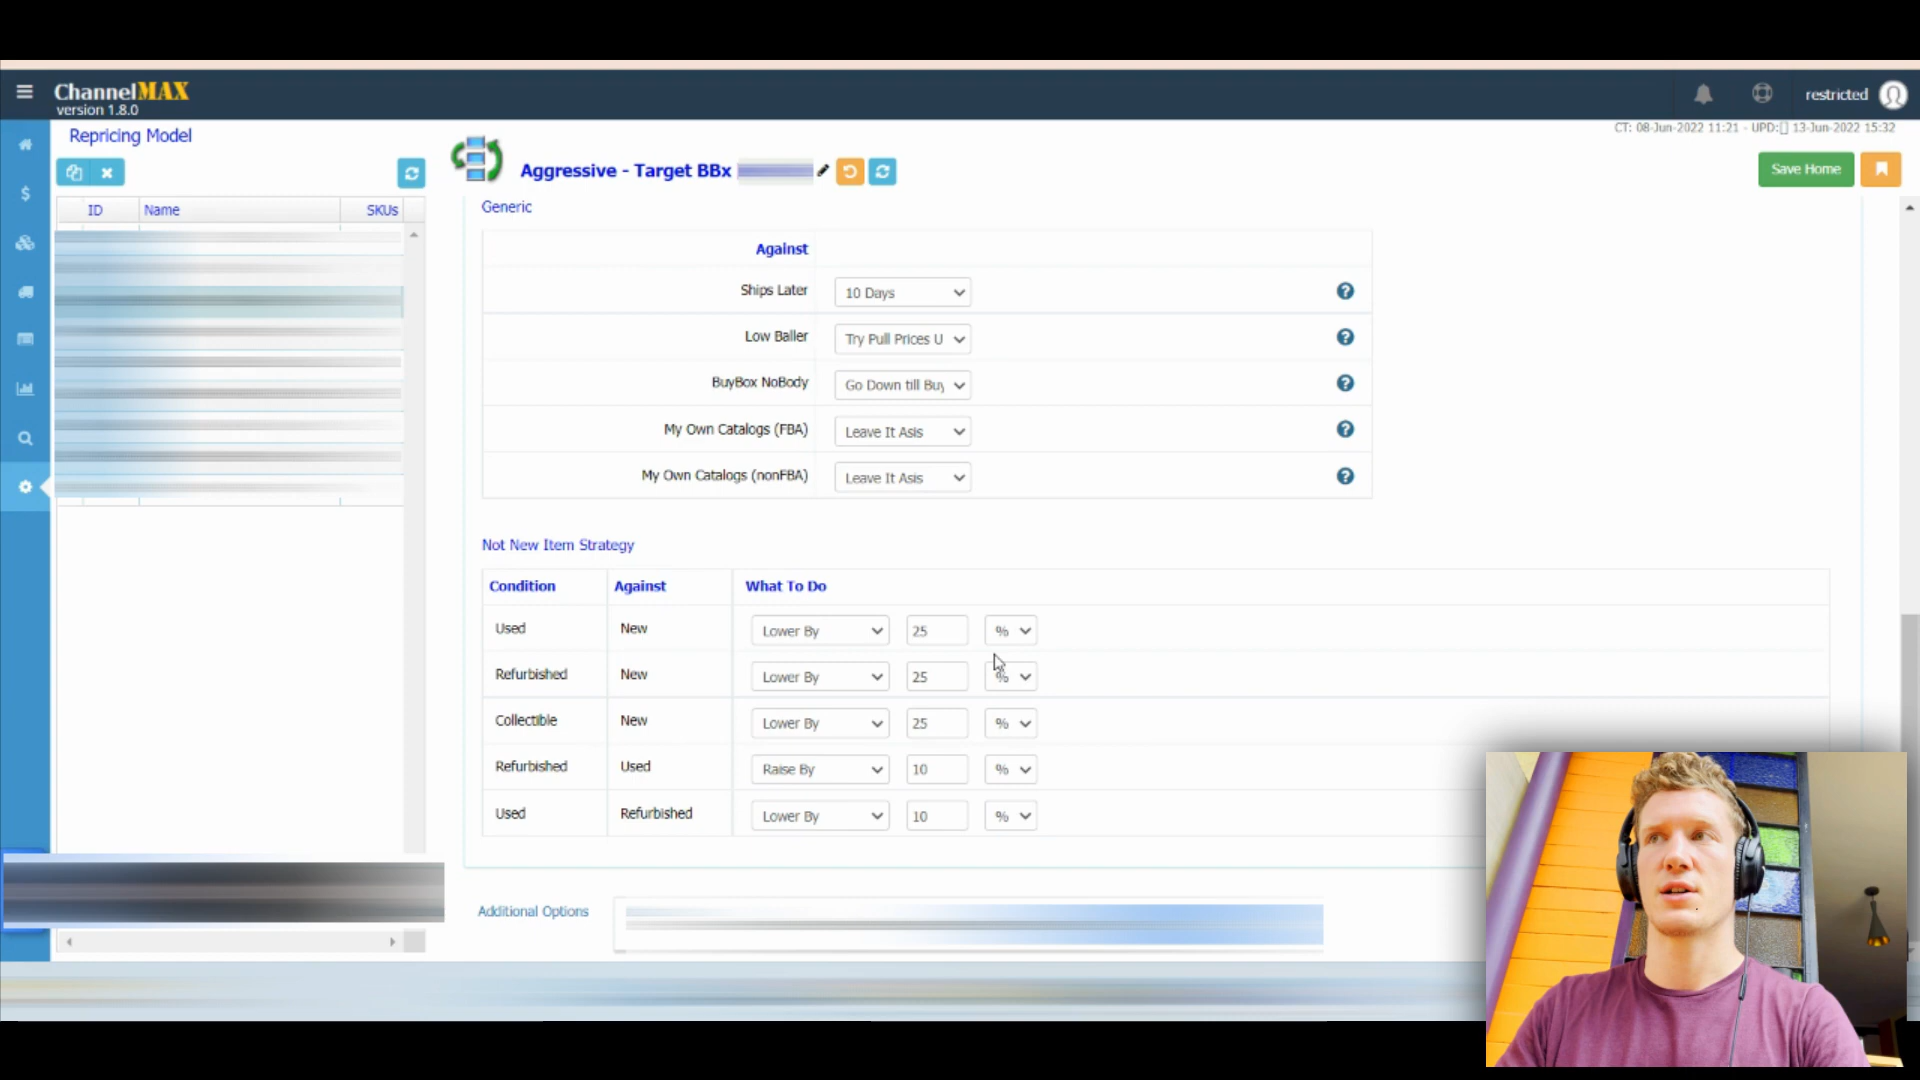 ChannelMAX
version 1.8.0
restricted
CT: 08-Jun-2022 11:21 - UPD:[] 13-Jun-2022 15:32
Repricing Model
Aggressive - Target BBx
Save Home
ID Name SKUs
Generic
Against
Ships Later 10 Days
Low Baller Try Pull Prices U
BuyBox NoBody Go Down till Buy
My Own Catalogs (FBA) Leave It Asis
My Own Catalogs (nonFBA) Leave It Asis
Not New Item Strategy
Condition Against What To Do
Used New Lower By 25 %
Refurbished New Lower By 25 %
Collectible New Lower By 25 %
Refurbished Used Raise By 10 %
Used Refurbished Lower By 10 %
Additional Options